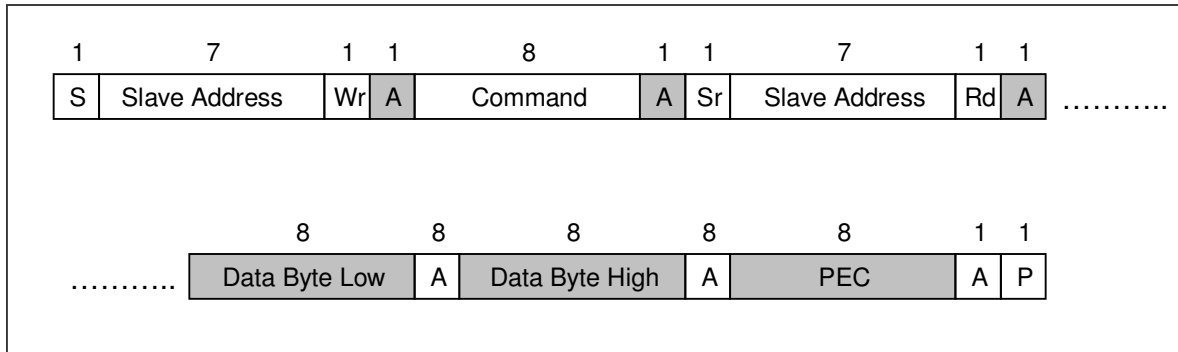 1 7 1 1 8 1 1 7 1 1
S Slave Address Wr A Command A Sr Slave Address Rd A ………..
8 8 8 8 8 1 1
……….. Data Byte Low A Data Byte High A PEC A P